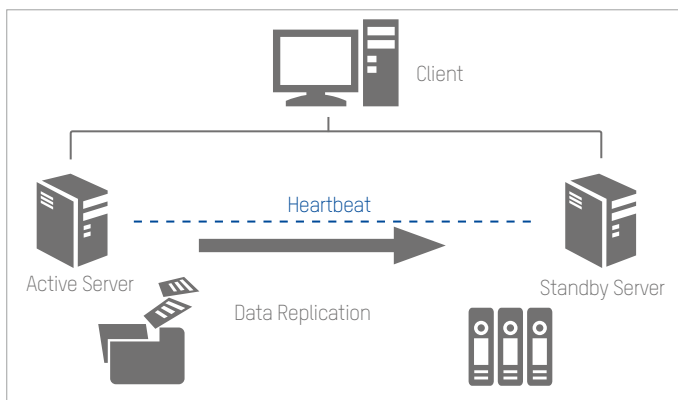 Client
Heartbeat
Active Server
Standby Server
Data Replication